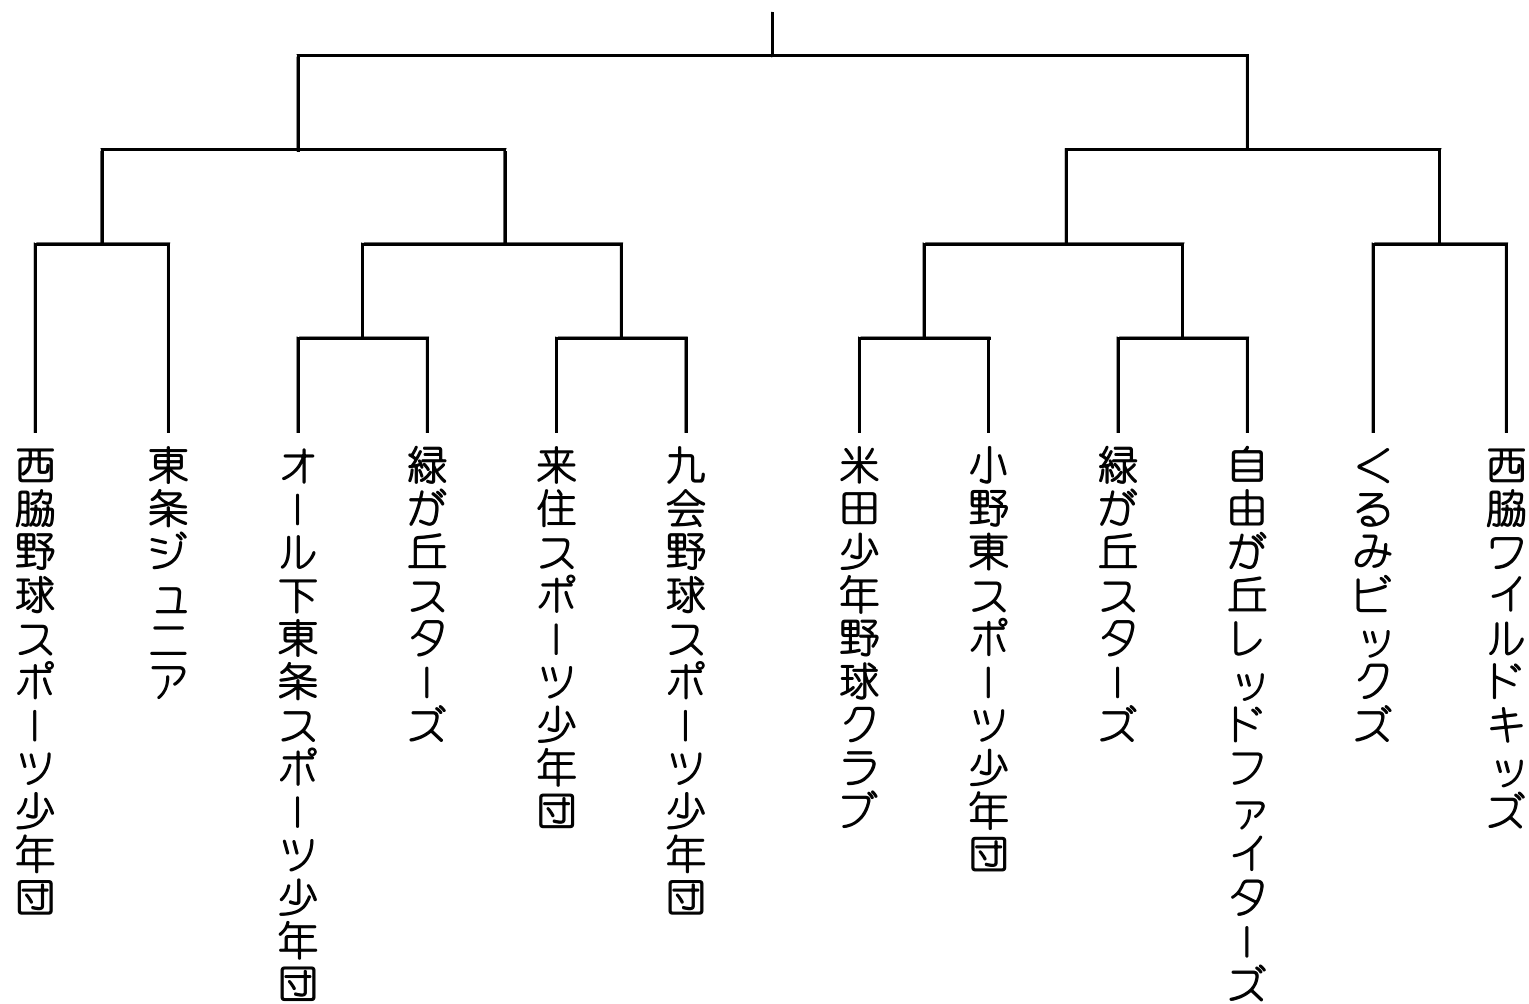 西脇野球スポーツ少年団
東条ジュニア
オール下東条スポーツ少年団
緑が丘スターズ
来住スポーツ少年団
九会野球スポーツ少年団
米田少年野球クラブ
小野東スポーツ少年団
緑が丘スターズ
自由が丘レッドファイターズ
くるみビックズ
西脇ワイルドキッズ